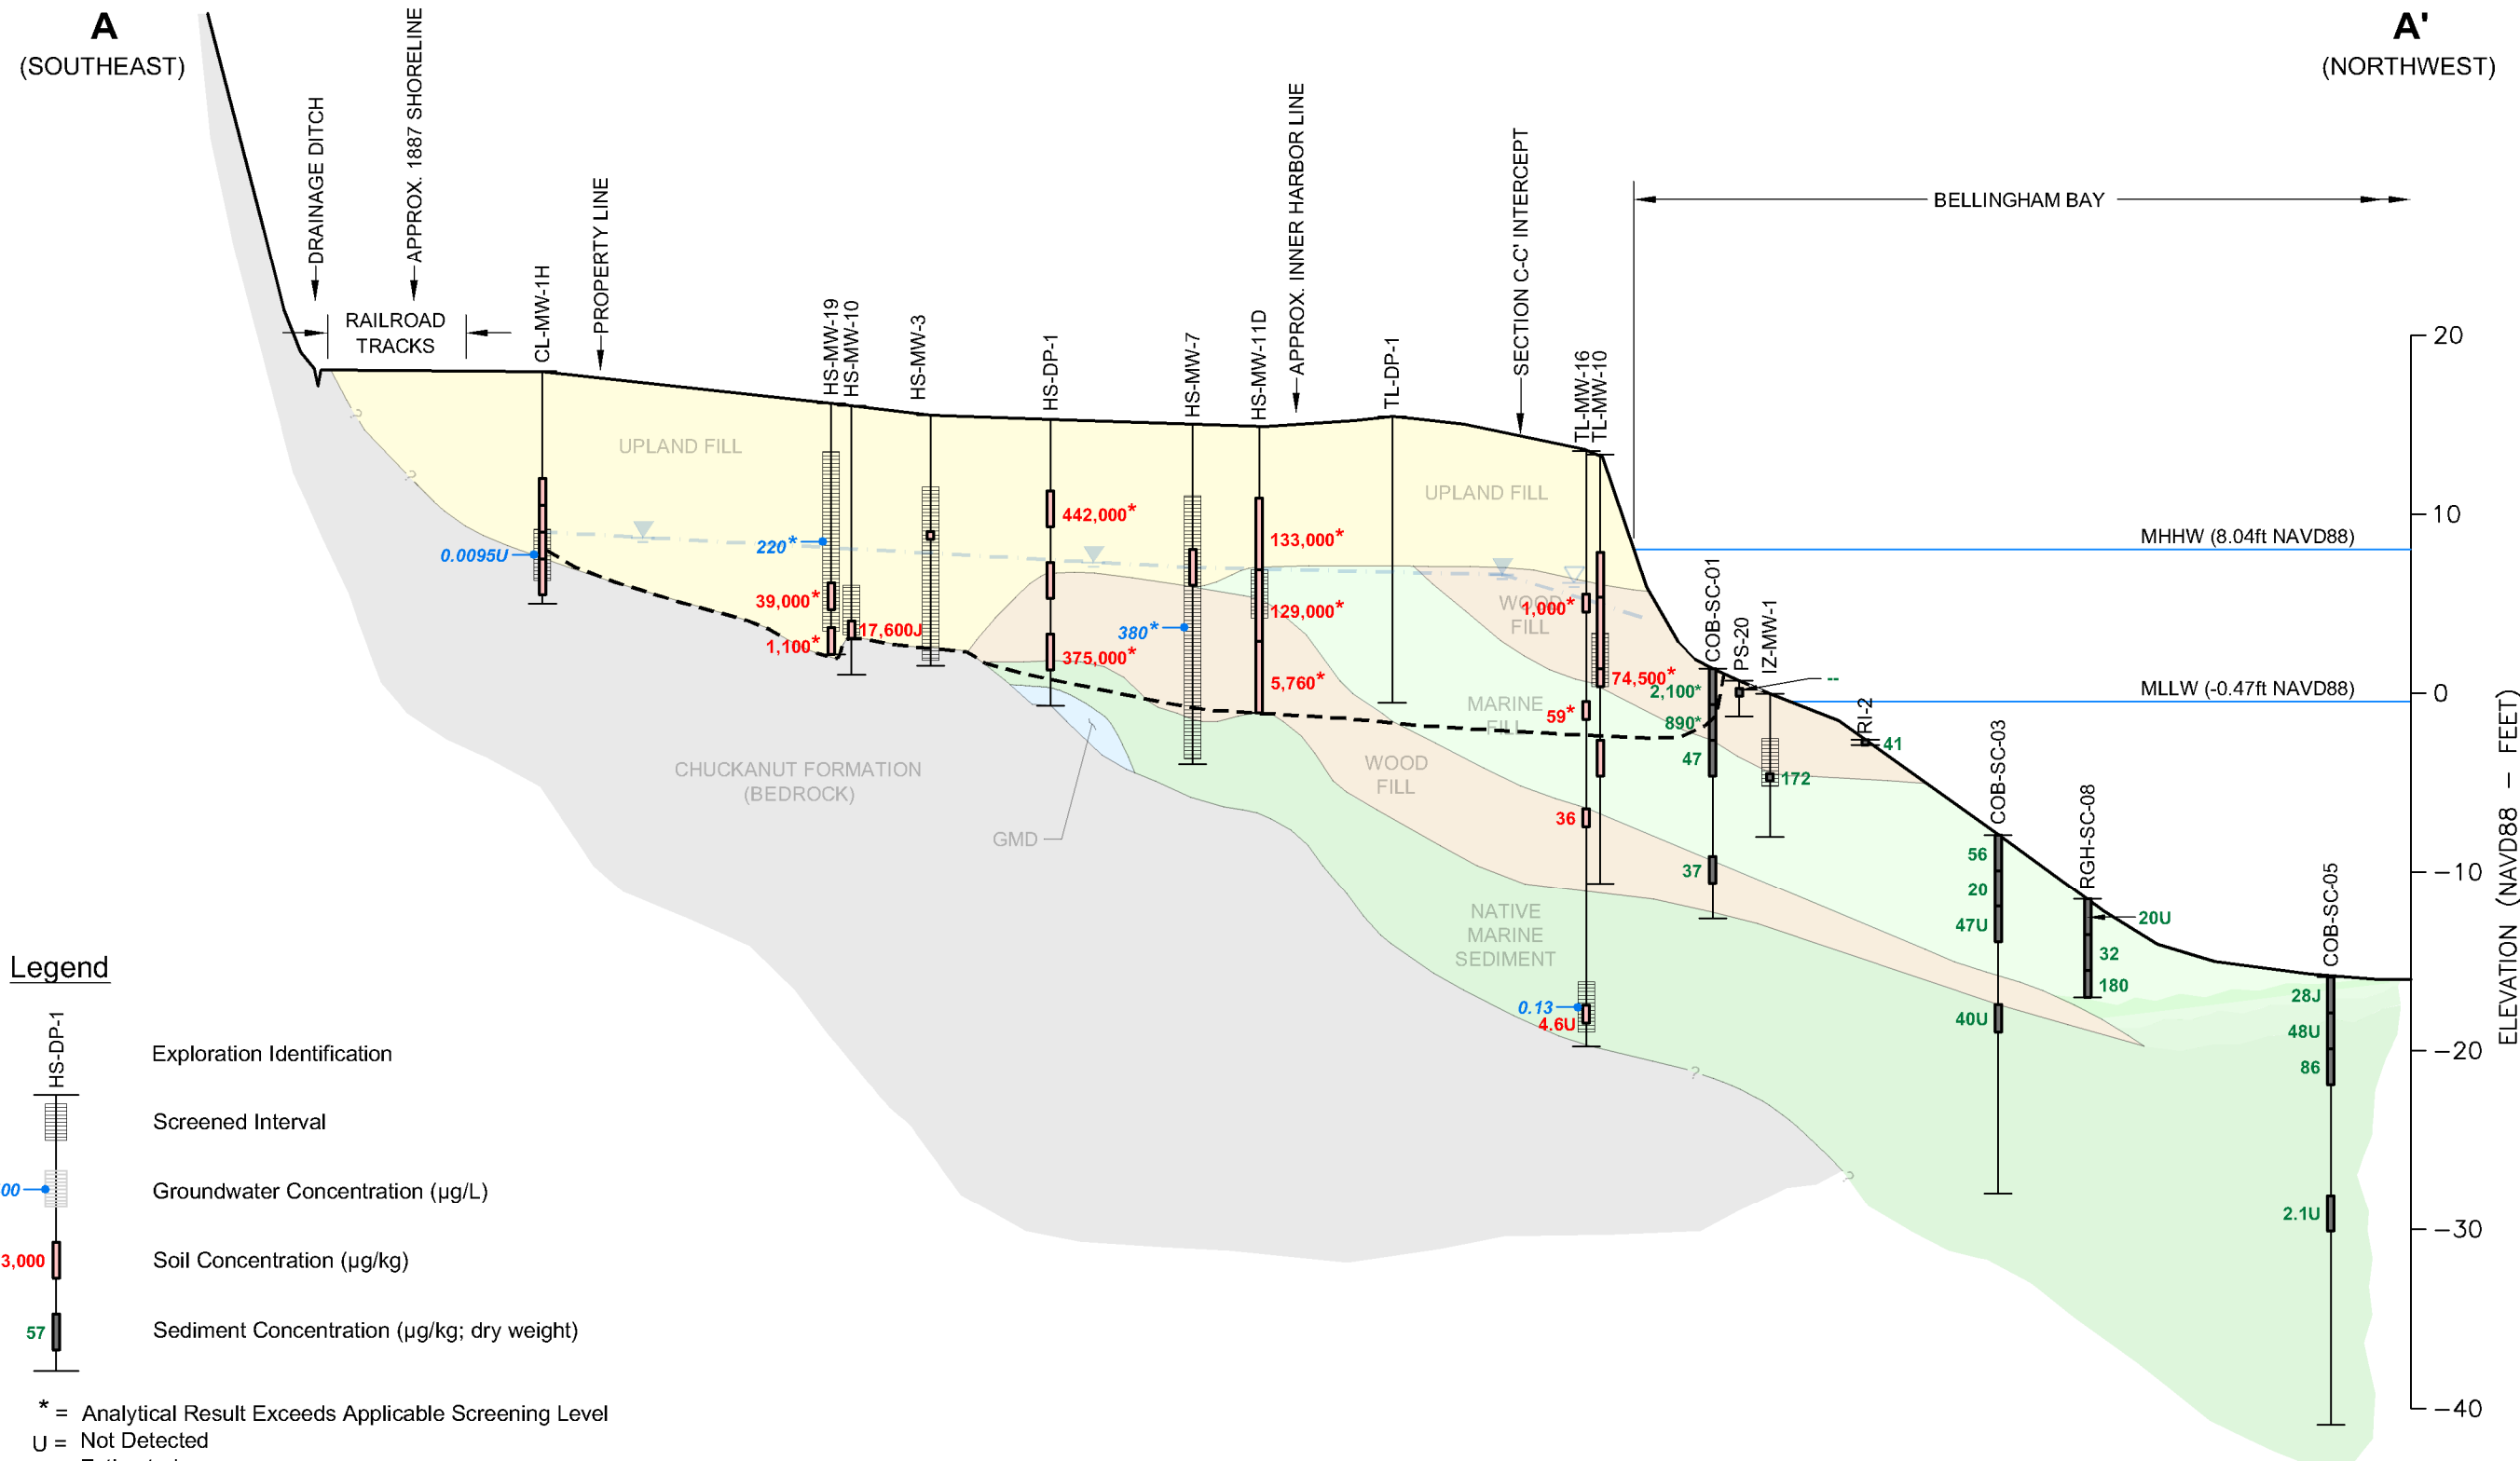 A
(SOUTHEAST)
A'
(NORTHWEST)
DRAINAGE DITCH
APPROX. 1887 SHORELINE
RAILROAD
TRACKS
CL-MW-1H
PROPERTY LINE
HS-MW-19
HS-MW-10
HS-MW-3
HS-DP-1
HS-MW-7
HS-MW-11D
APPROX. INNER HARBOR LINE
TL-DP-1
SECTION C-C' INTERCEPT
TL-MW-16
TL-MW-10
BELLINGHAM BAY
COB-SC-01
PS-20
IZ-MW-1
RI-2
COB-SC-03
RGH-SC-08
COB-SC-05
20
10
0
-10
-20
-30
-40
ELEVATION (NAVD88 - FEET)
MHHW (8.04ft NAVD88)
MLLW (-0.47ft NAVD88)
UPLAND FILL
UPLAND FILL
WOOD
FILL
MARINE
FILL
WOOD
FILL
NATIVE
MARINE
SEDIMENT
CHUCKANUT FORMATION
(BEDROCK)
GMD
?
?
?
?
?
0.0095U
220*
39,000*
1,100*
17,600J
442,000*
375,000*
380*
133,000*
129,000*
5,760*
1,000*
59*
36
0.13
4.6U
74,500*
2,100*
890*
47
37
--
172
41
56
20
47U
40U
20U
32
180
28J
48U
86
2.1U
Legend
HS-DP-1
Exploration Identification
Screened Interval
00
Groundwater Concentration (µg/L)
3,000
Soil Concentration (µg/kg)
57
Sediment Concentration (µg/kg; dry weight)
* = Analytical Result Exceeds Applicable Screening Level
U = Not Detected